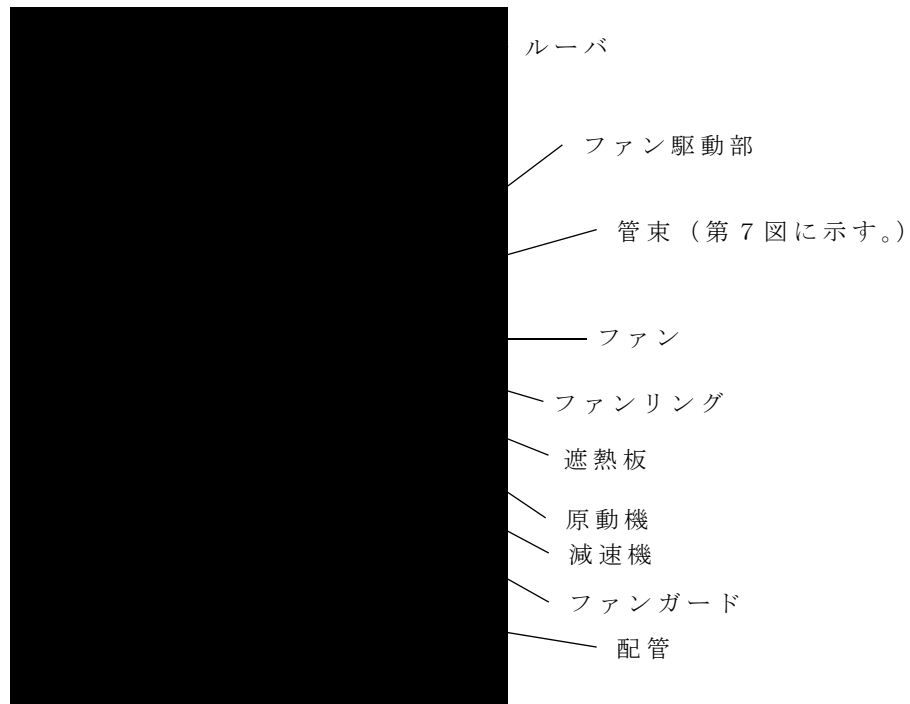 ルーバ
ファン駆動部
管束（第７図に示す。）
ファン
ファンリング
遮熱板
原動機
減速機
ファンガード
配管